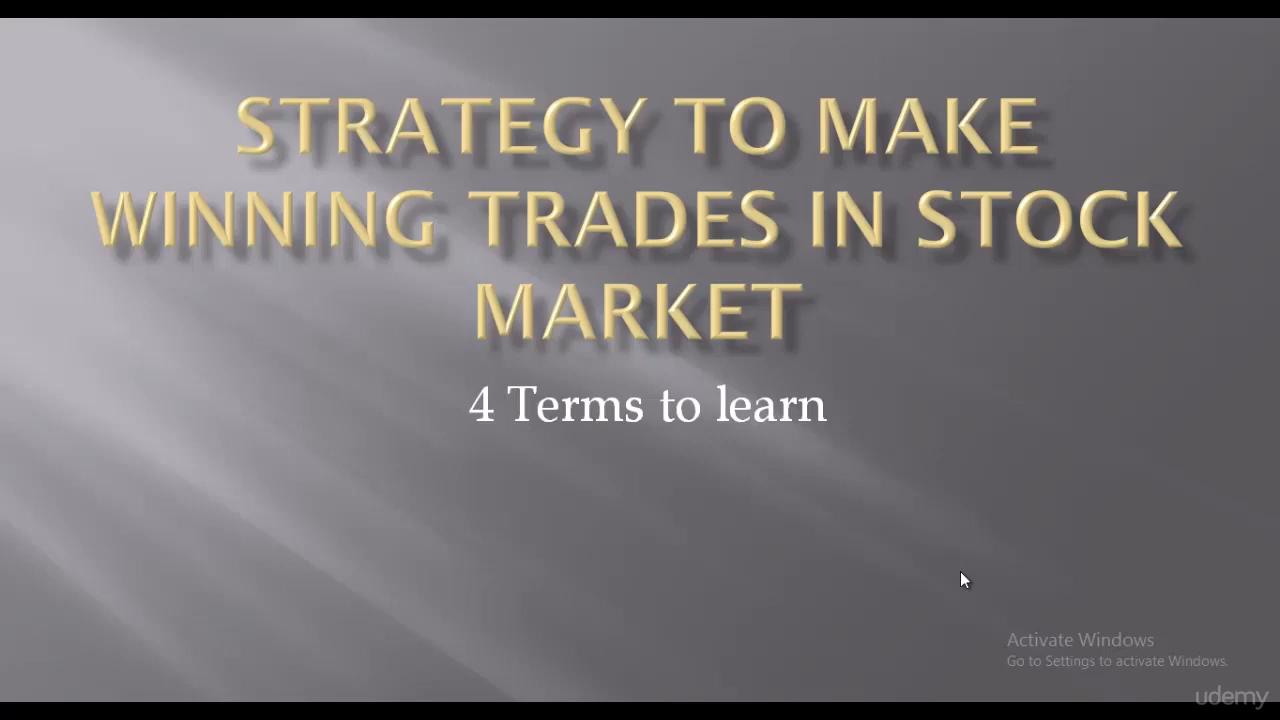 STRATEGY TO MAKE
WINNING TRADES IN STOCK
MARKET
4 Terms to learn
Activate Windows
Go to Settings to activate Windows.
udemy